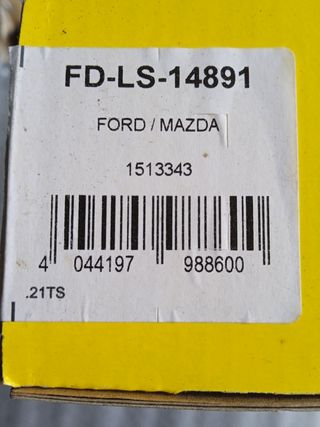 FD-LS-14891
FORD / MAZDA
1513343
4 044197 988600
.21TS